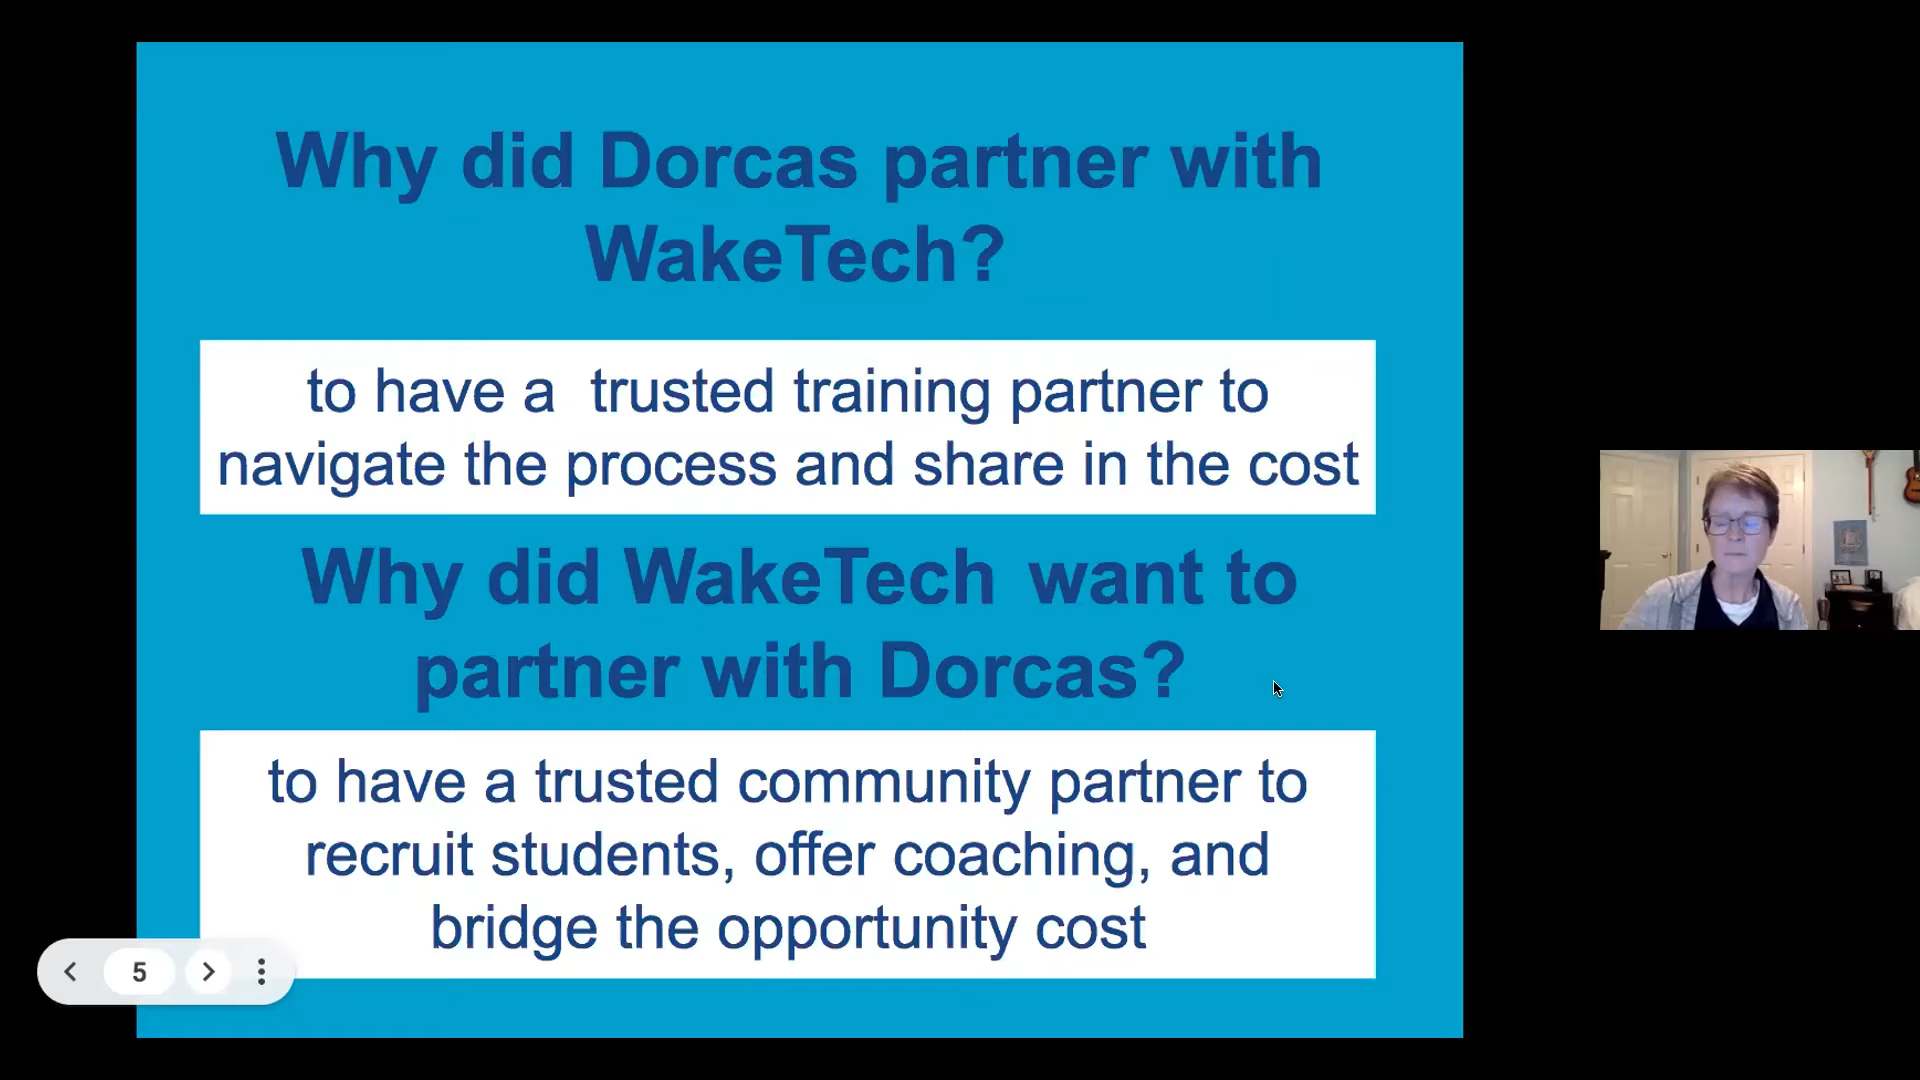 Why did Dorcas partner with
WakeTech?
to have a  trusted training partner to
navigate the process and share in the cost
Why did WakeTech want to
partner with Dorcas?
to have a trusted community partner to
recruit students, offer coaching, and
bridge the opportunity cost
5